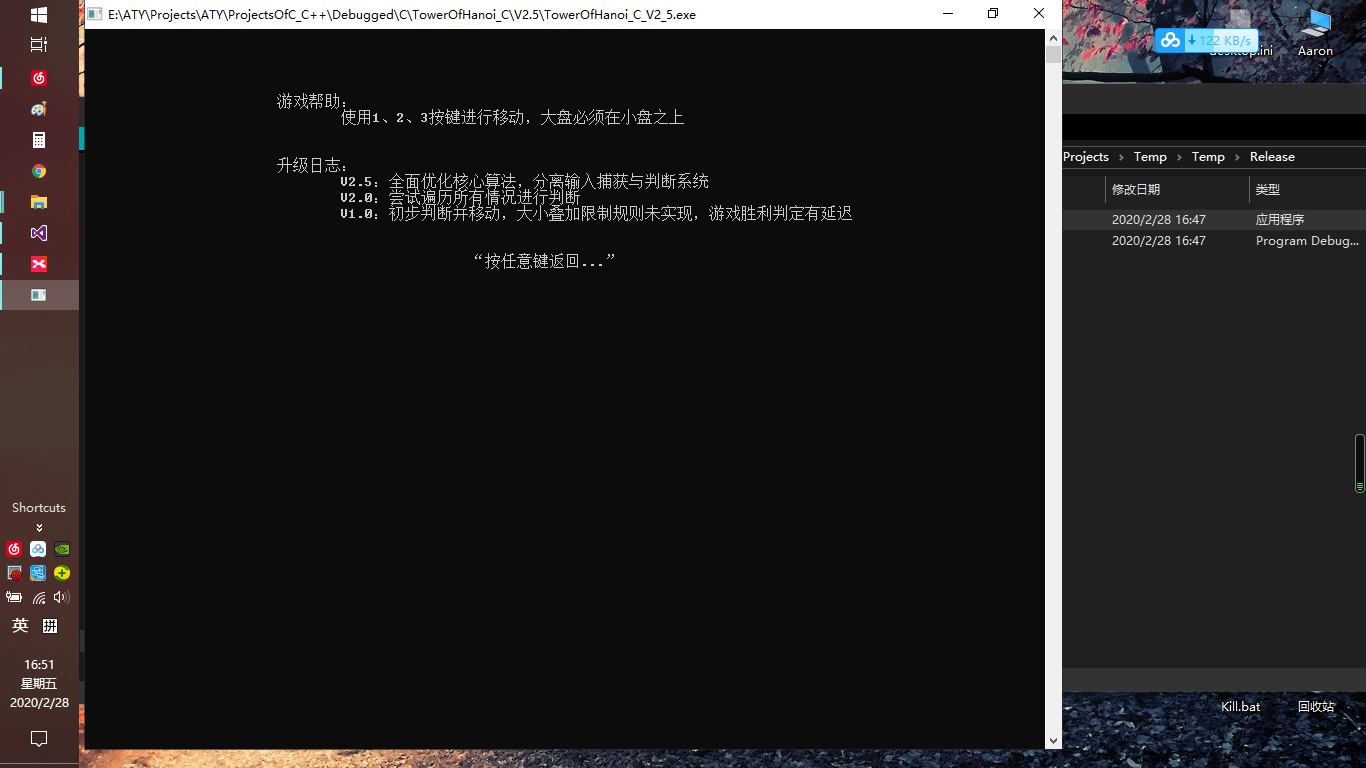 E:\ATY\Projects\ATY\ProjectsOfC_C++\Debugged\C\TowerOfHanoi_C\V2.5\TowerOfHanoi_C_V2_5.exe
游戏帮助:
使用1、2、3按键进行移动，大盘必须在小盘之上
升级日志:
V2.5: 全面优化核心算法，分离输入捕获与判断系统
V2.0: 尝试遍历所有情况进行判断
V1.0: 初步判断并移动，大小叠加限制规则未实现，游戏胜利判定有延迟
“按任意键返回...”
122 KB/s
desktop.ini
Aaron
Projects › Temp › Temp › Release
修改日期 类型
2020/2/28 16:47 应用程序
2020/2/28 16:47 Program Debug...
Kill.bat
回收站
Shortcuts
英 拼
16:51
星期五
2020/2/28